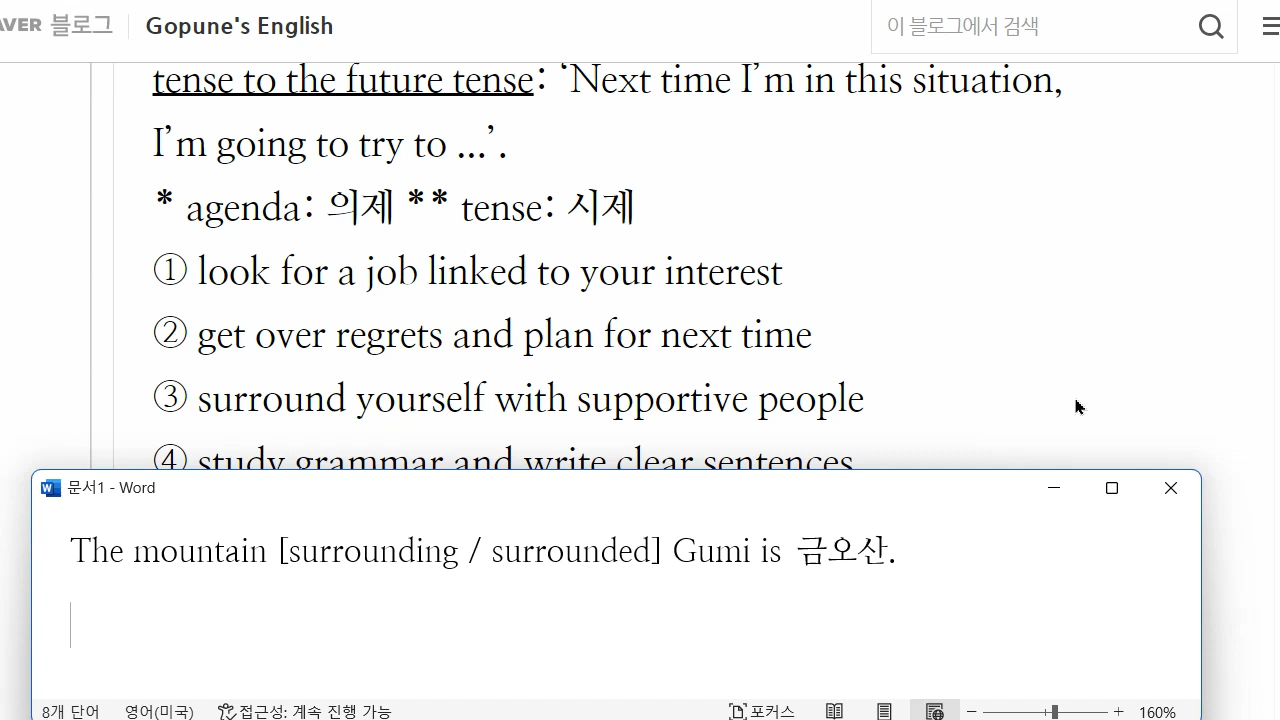 AVER 블로그 Gopune's English 이 블로그에서 검색
tense to the future tense: ‘Next time I’m in this situation,
I’m going to try to ...’.
* agenda: 의제 ** tense: 시제
① look for a job linked to your interest
② get over regrets and plan for next time
③ surround yourself with supportive people
④ study grammar and write clear sentences
문서1 - Word
The mountain [surrounding / surrounded] Gumi is 금오산.
8개 단어 영어(미국) 접근성: 계속 진행 가능 포커스 160%